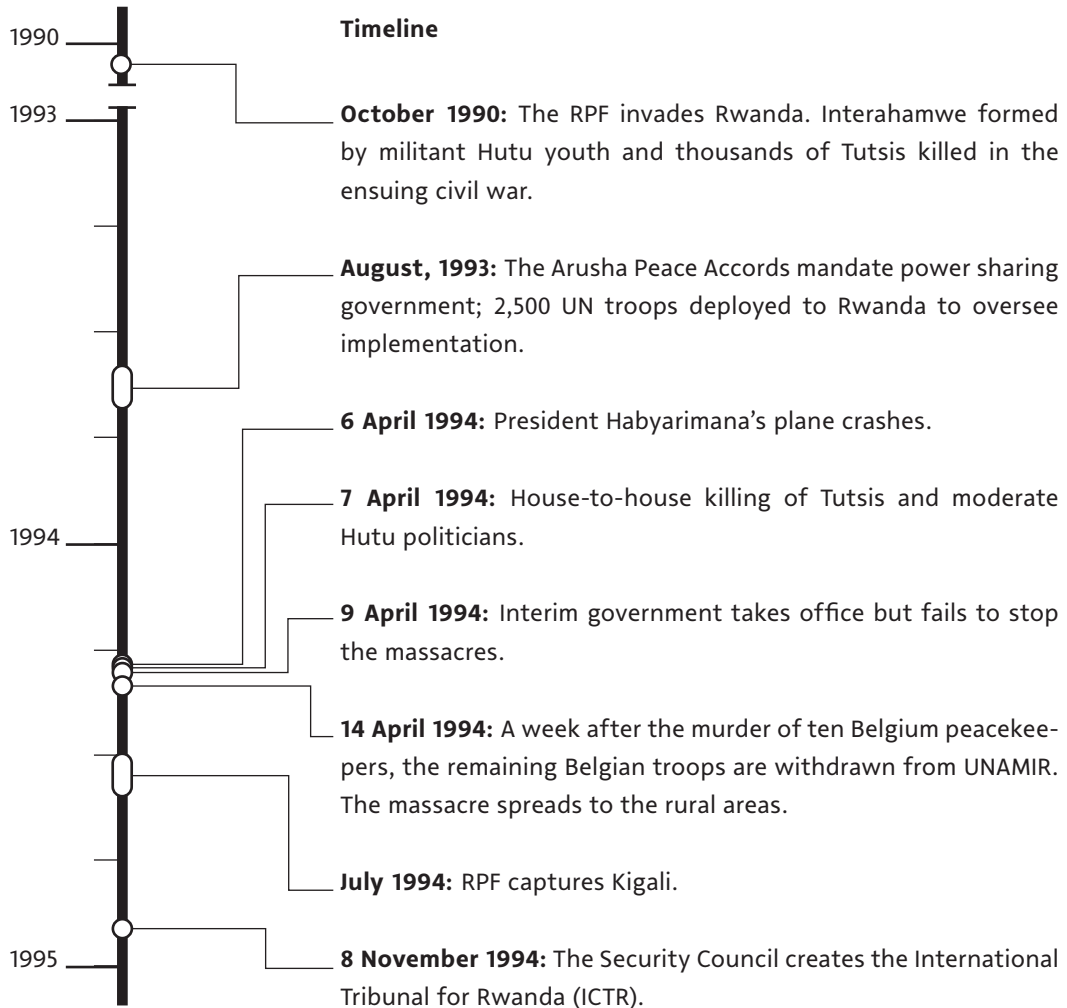 1990
Timeline
1993
October 1990: The RPF invades Rwanda. Interahamwe formed
by militant Hutu youth and thousands of Tutsis killed in the
ensuing civil war.
August, 1993: The Arusha Peace Accords mandate power sharing
government; 2,500 UN troops deployed to Rwanda to oversee
implementation.
6 April 1994: President Habyarimana’s plane crashes.
7 April 1994: House-to-house killing of Tutsis and moderate
Hutu politicians.
1994
9 April 1994: Interim government takes office but fails to stop
the massacres.
14 April 1994: A week after the murder of ten Belgium peacekee-
pers, the remaining Belgian troops are withdrawn from UNAMIR.
The massacre spreads to the rural areas.
July 1994: RPF captures Kigali.
1995
8 November 1994: The Security Council creates the International
Tribunal for Rwanda (ICTR).